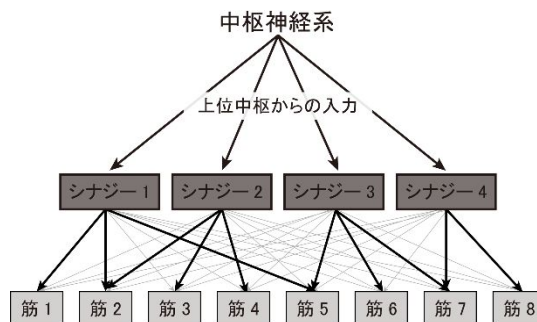 中枢神経系
上位中枢からの入力
シナジー 1 シナジー 2 シナジー 3 シナジー 4
筋 1 筋 2 筋 3 筋 4 筋 5 筋 6 筋 7 筋 8